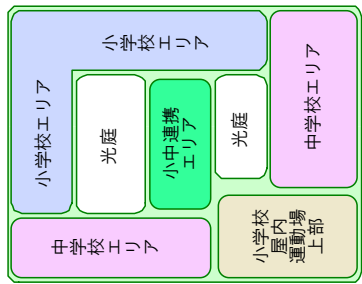 小学校エリア
小学校エリア
光庭
小中連携
エリア
光庭
中学校エリア
中学校エリア
小学校
屋内
運動場
上部